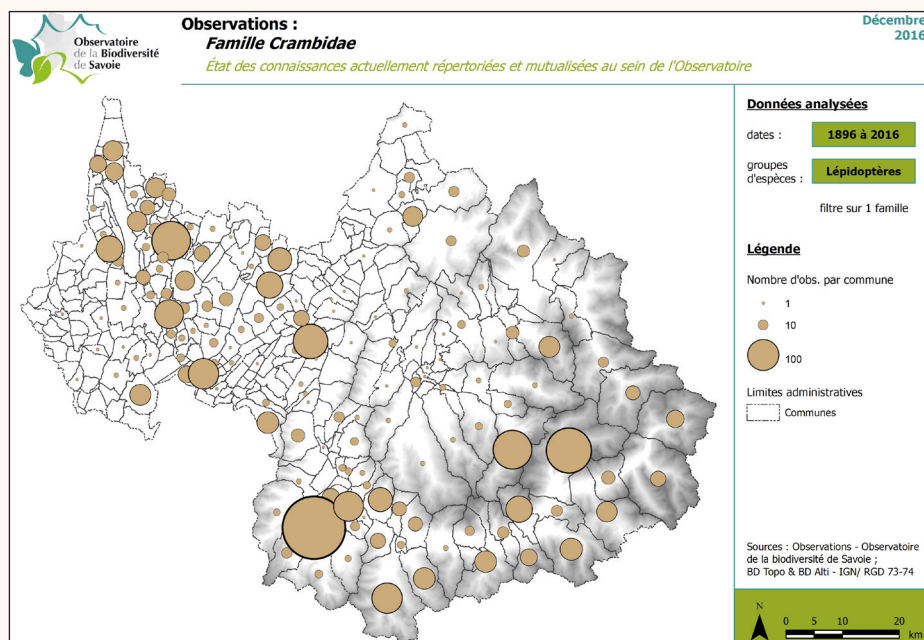 Observatoire
de la Biodiversité
de Savoie
Observations :
Famille Crambidae
État des connaissances actuellement répertoriées et mutualisées au sein de l'Observatoire
Décembre
2016
Données analysées
dates :
1896 à 2016
groupes
d'espèces :
Lépidoptères
filtre sur 1 famille
Légende
Nombre d'obs. par commune
1
10
100
Limites administratives
Communes
Sources : Observations - Observatoire
de la biodiversité de Savoie ;
BD Topo & BD Alti - IGN/ RGD 73-74
N
0 5 10 20
km